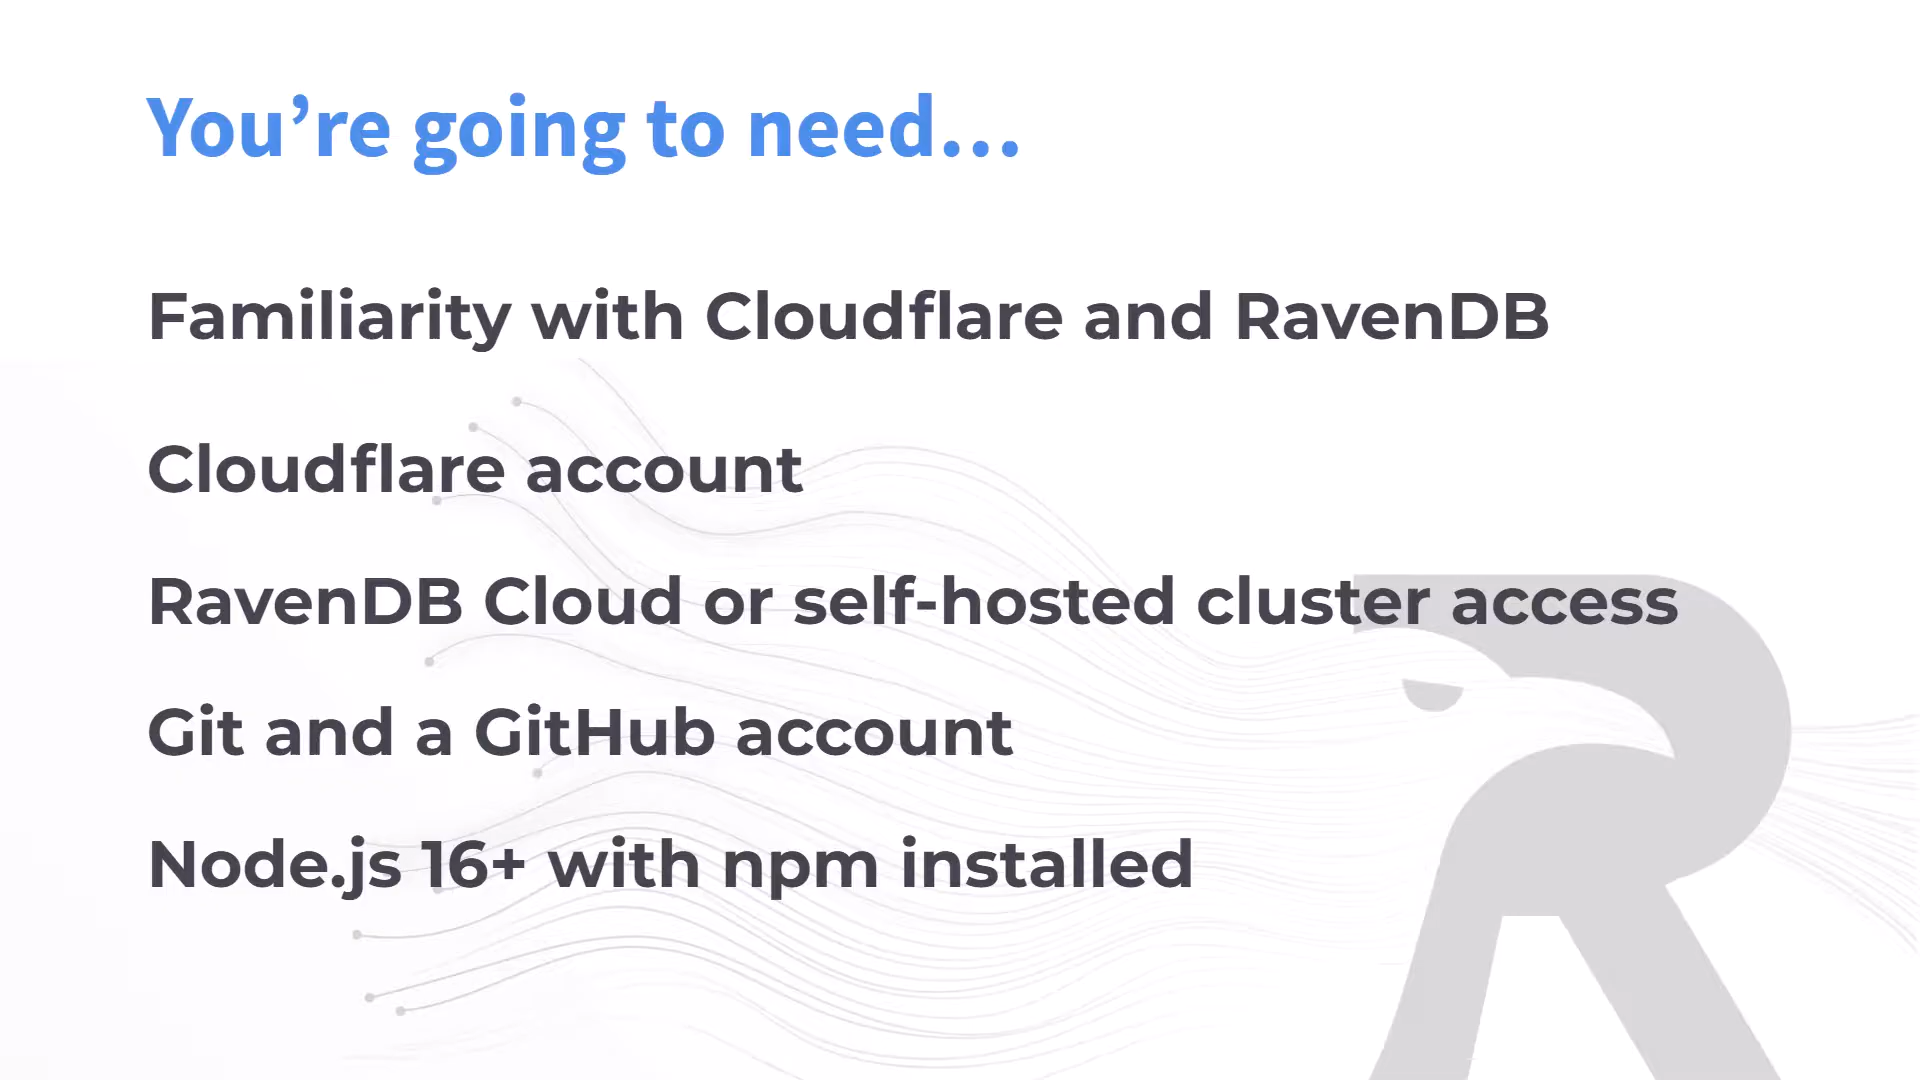 You’re going to need...
Familiarity with Cloudflare and RavenDB
Cloudflare account
RavenDB Cloud or self-hosted cluster access
Git and a GitHub account
Node.js 16+ with npm installed